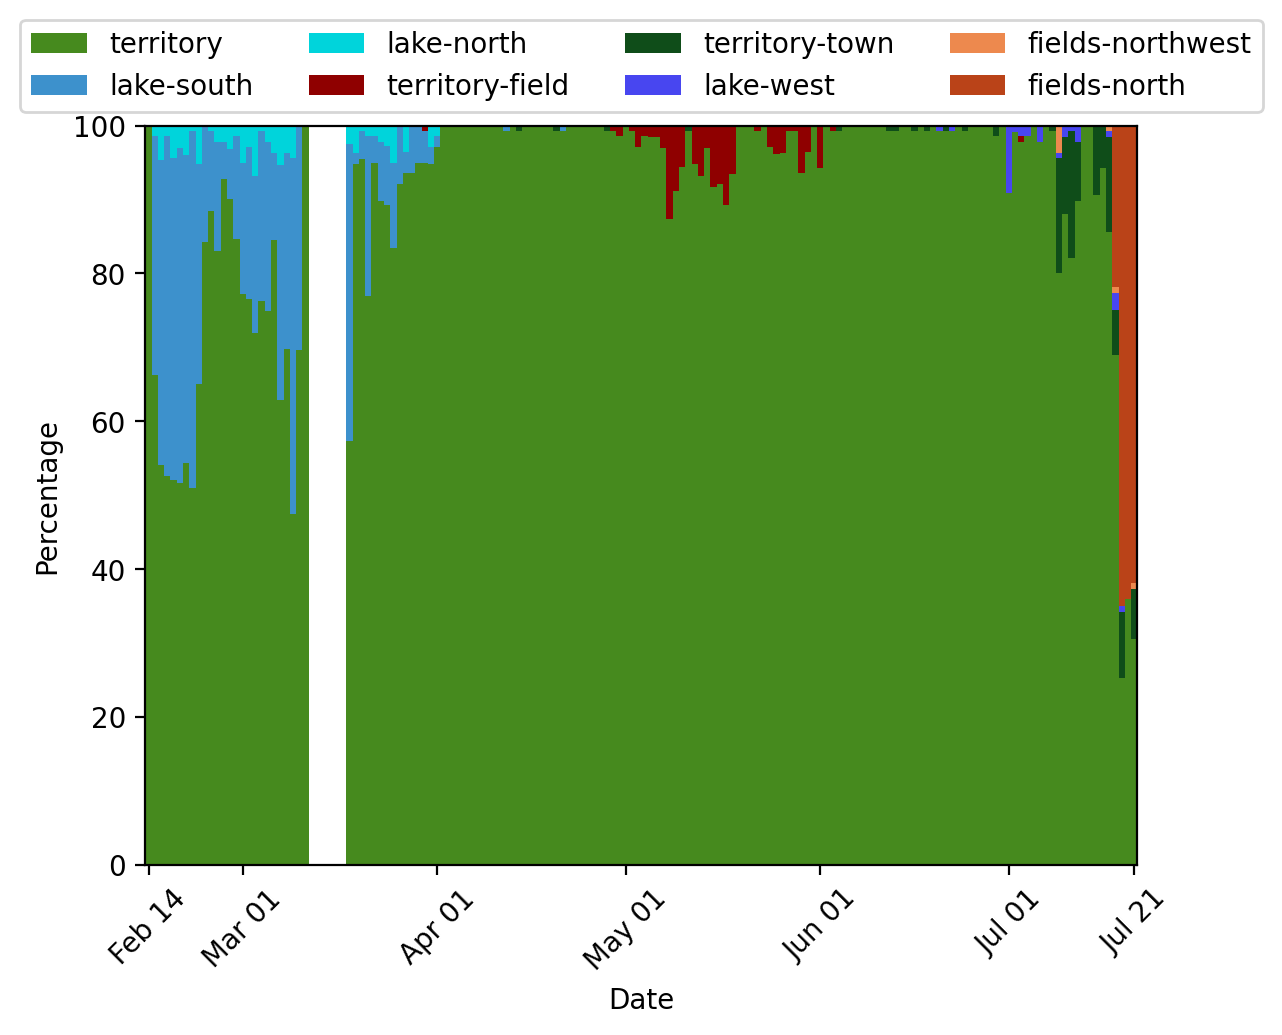 territory lake-north territory-town fields-northwest
lake-south territory-field lake-west fields-north
100
80
60
40
20
0
Percentage
Feb 14 Mar 01 Apr 01 May 01 Jun 01 Jul 01 Jul 21
Date